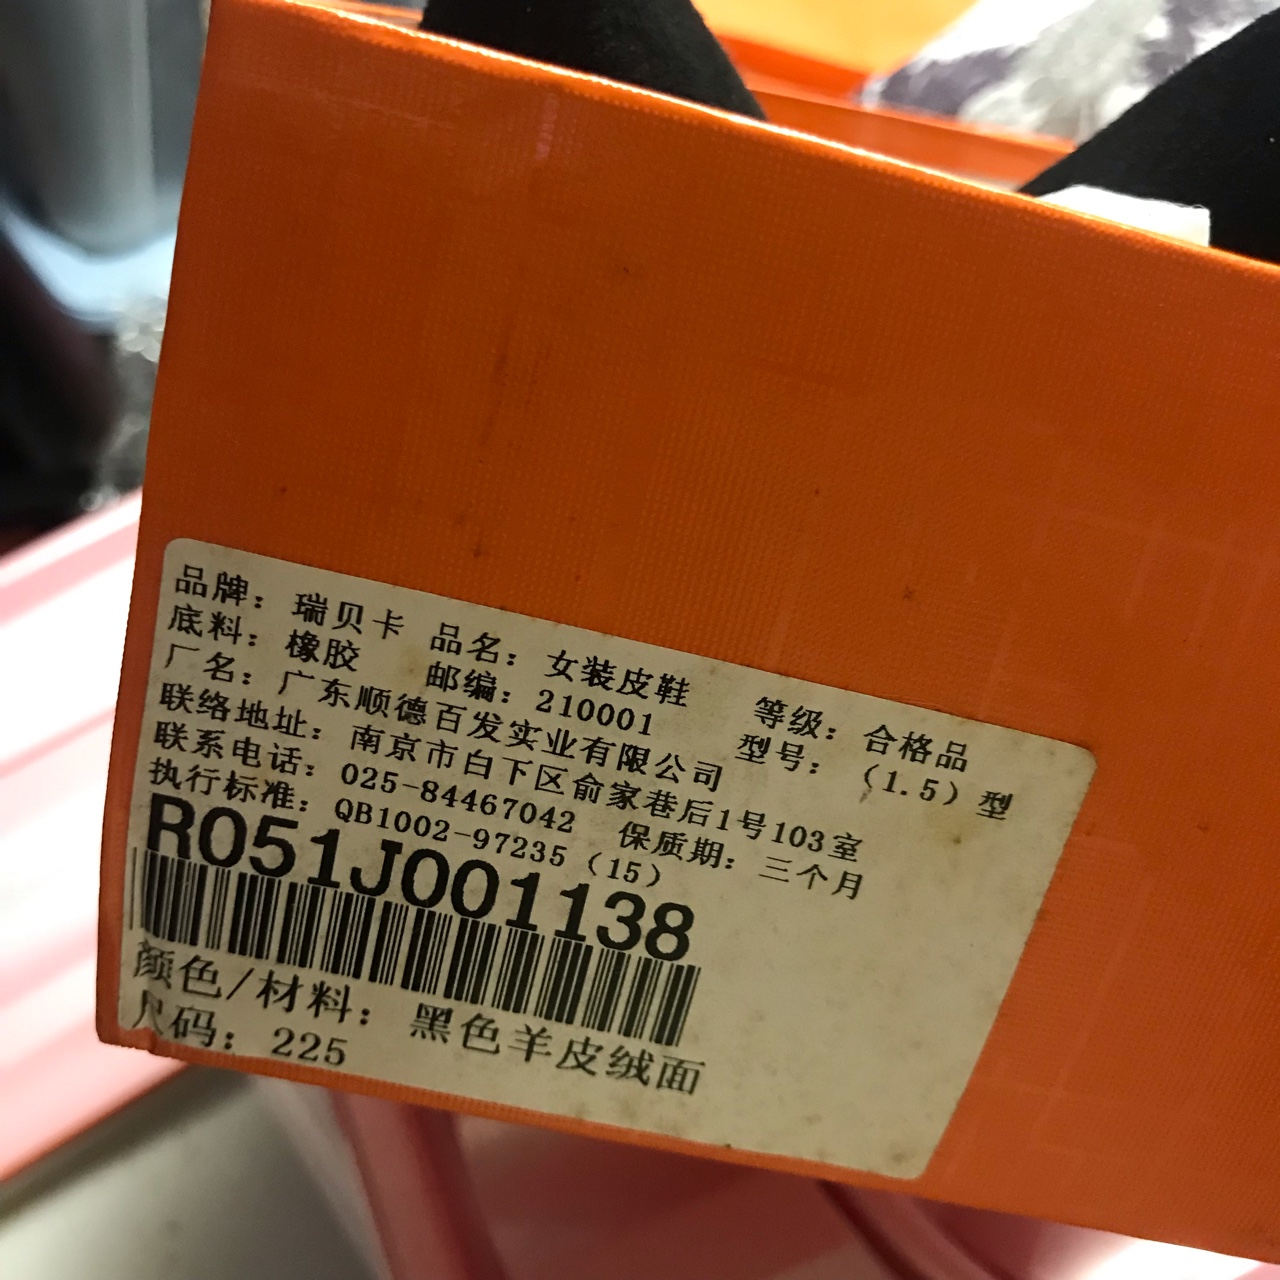 品牌：瑞贝卡 品名：女装皮鞋 等级：合格品
底料：橡胶 邮编：210001 型号：（1.5）型
厂名：广东顺德百发实业有限公司
联络地址：南京市白下区俞家巷后1号103室
联系电话：025-84467042 保质期：三个月
执行标准：QB1002-97235（15）
R051J001138
颜色/材料：黑色羊皮绒面
尺码：225